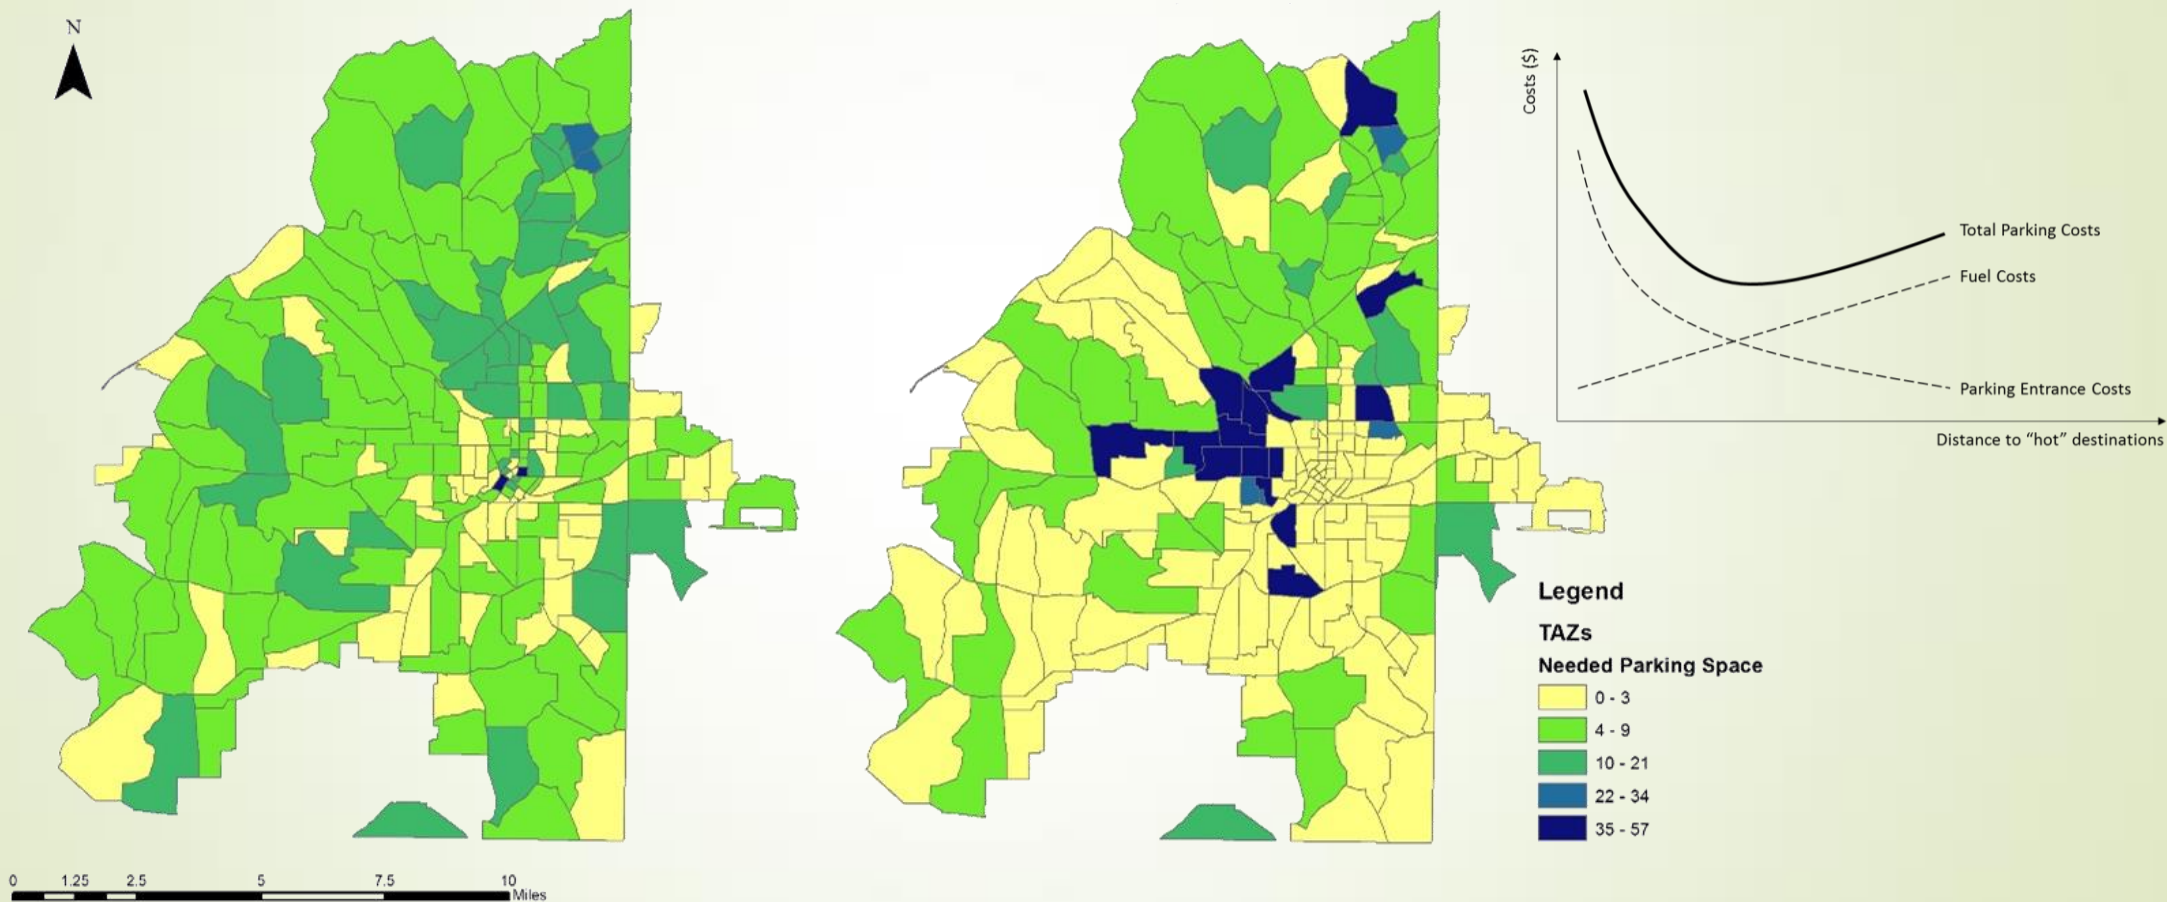 N
Costs ($)
Total Parking Costs
Fuel Costs
Parking Entrance Costs
Distance to “hot” destinations
Legend
TAZs
Needed Parking Space
0 - 3
4 - 9
10 - 21
22 - 34
35 - 57
0 1.25 2.5 5 7.5 10
Miles